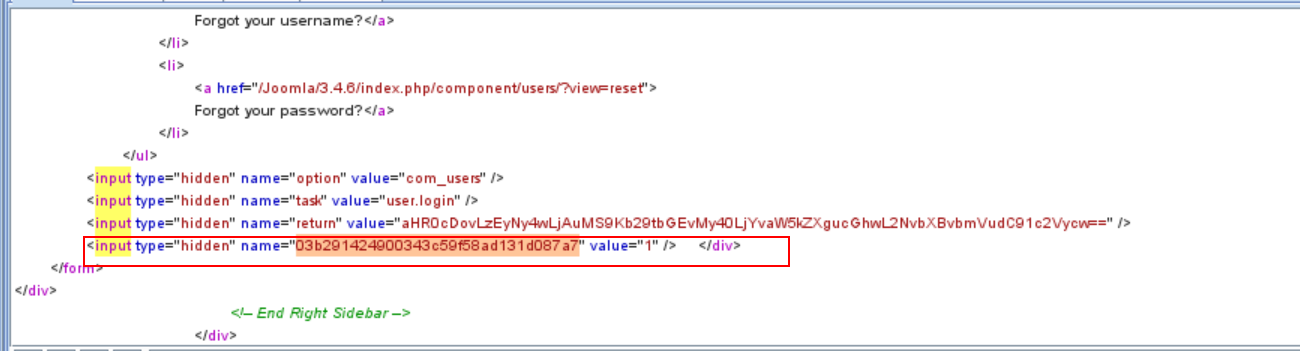 Forgot your username?</a>
</li>
<li>
<a href="/Joomla/3.4.6/index.php/component/users/?view=reset">
Forgot your password?</a>
</li>
</ul>
<input type="hidden" name="option" value="com_users" />
<input type="hidden" name="task" value="user.login" />
<input type="hidden" name="return" value="aHR0cDovLzEyNy4wLjAuMS9Kb29tbGEvMy40LjYvaW5kZXgucGhwL2NvbXBvbmVudC91c2Vycw==" />
<input type="hidden" name="03b291424900343c59f58ad131d087a7" value="1" /> </div>
</form>
</div>
<!-- End Right Sidebar -->
</div>